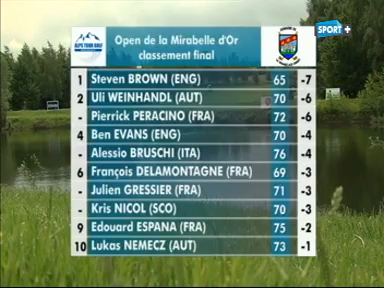 ALPS TOUR GOLF
Open de la Mirabelle d'Or
classement final
SPORT+
1 Steven BROWN (ENG) 65 -7
2 Uli WEINHANDL (AUT) 70 -6
- Pierrick PERACINO (FRA) 72 -6
4 Ben EVANS (ENG) 70 -4
- Alessio BRUSCHI (ITA) 76 -4
6 François DELAMONTAGNE (FRA) 69 -3
- Julien GRESSIER (FRA) 71 -3
- Kris NICOL (SCO) 70 -3
9 Edouard ESPANA (FRA) 75 -2
10 Lukas NEMECZ (AUT) 73 -1